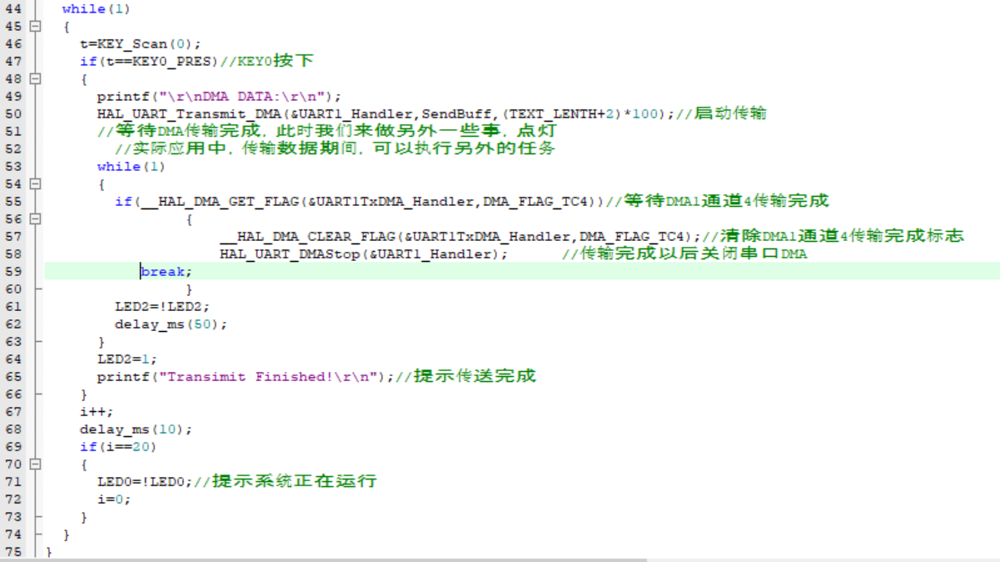 44 while(1)
45 {
46 t=KEY_Scan(0);
47 if(t==KEY0_PRES)//KEY0按下
48 {
49 printf("\r\nDMA DATA:\r\n");
50 HAL_UART_Transmit_DMA(&UART1_Handler,SendBuff,(TEXT_LENTH+2)*100);//启动传输
51 //等待DMA传输完成，此时我们来做另外一些事，点灯
52 //实际应用中，传输数据期间，可以执行另外的任务
53 while(1)
54 {
55 if(__HAL_DMA_GET_FLAG(&UART1TxDMA_Handler,DMA_FLAG_TC4))//等待DMA1通道4传输完成
56 {
57 __HAL_DMA_CLEAR_FLAG(&UART1TxDMA_Handler,DMA_FLAG_TC4);//清除DMA1通道4传输完成标志
58 HAL_UART_DMAStop(&UART1_Handler); //传输完成以后关闭串口DMA
59 break;
60 }
61 LED2=!LED2;
62 delay_ms(50);
63 }
64 LED2=1;
65 printf("Transimit Finished!\r\n");//提示传送完成
66 }
67 i++;
68 delay_ms(10);
69 if(i==20)
70 {
71 LED0=!LED0;//提示系统正在运行
72 i=0;
73 }
74 }
75 }